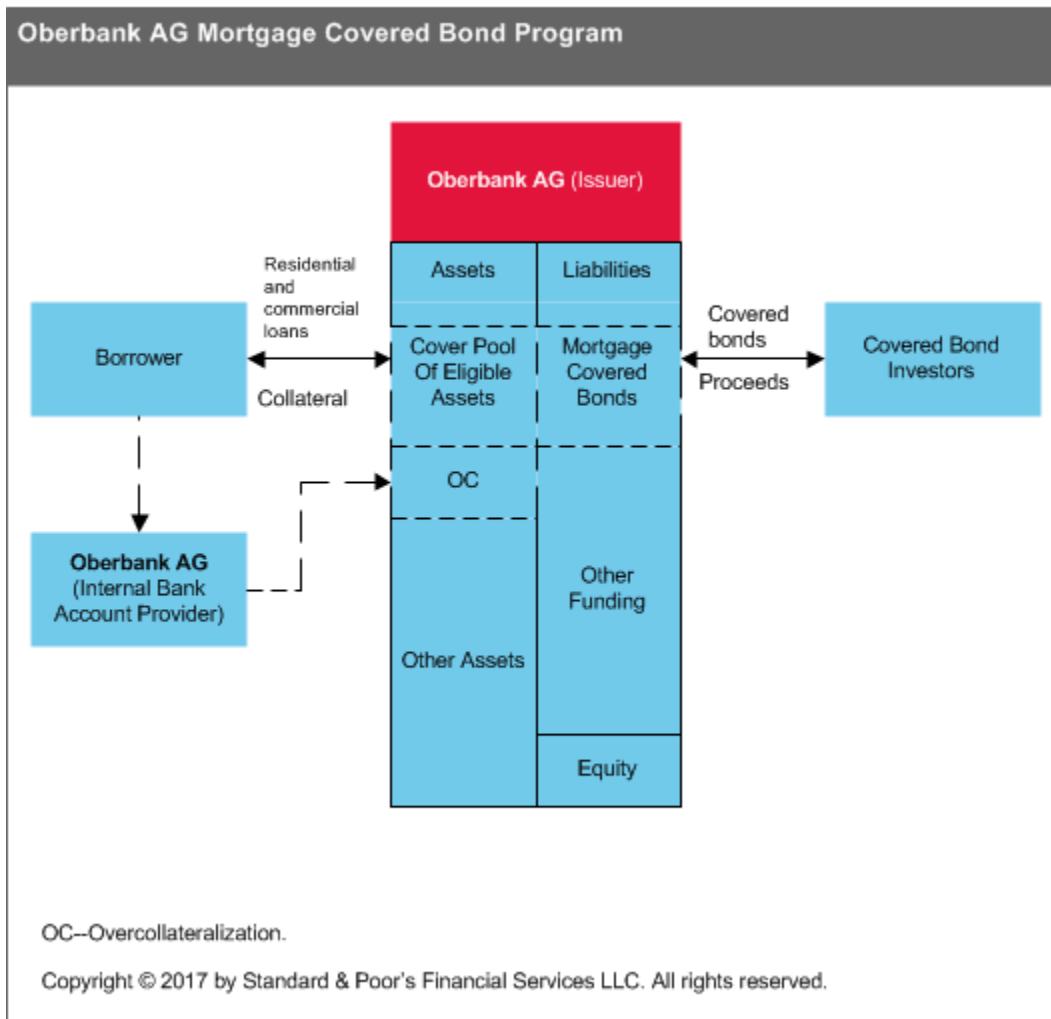 Oberbank AG Mortgage Covered Bond Program
Oberbank AG (Issuer)
Assets
Liabilities
Residential
and
commercial
loans
Collateral
Borrower
Cover Pool
Of Eligible
Assets
Mortgage
Covered
Bonds
Covered
bonds
Proceeds
Covered Bond
Investors
OC
Oberbank AG
(Internal Bank
Account Provider)
Other
Funding
Other Assets
Equity
OC--Overcollateralization.
Copyright © 2017 by Standard & Poor's Financial Services LLC. All rights reserved.